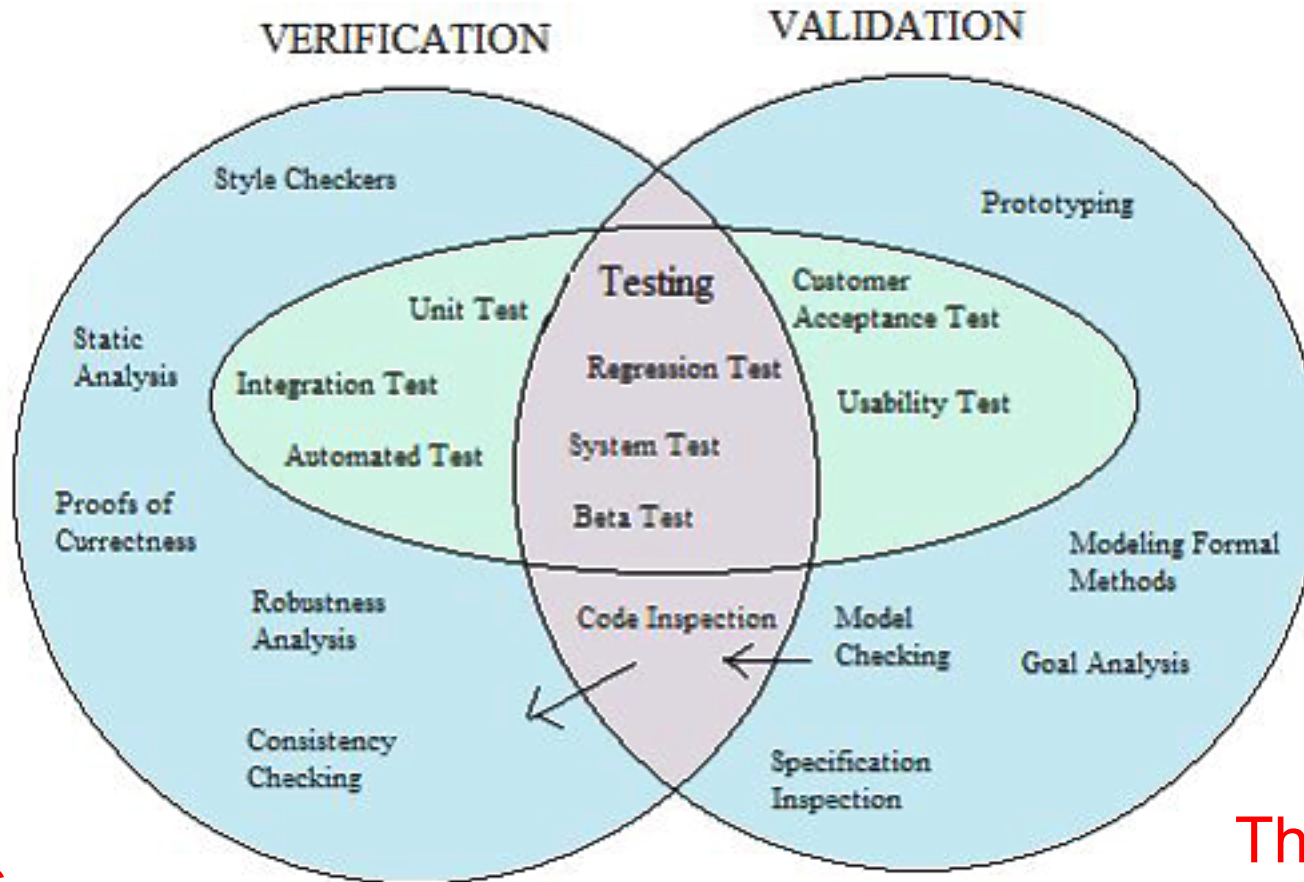 VERIFICATION
VALIDATION
Style Checkers
Prototyping
Testing
Customer
Acceptance Test
Unit Test
Static
Analysis
Regression Test
Integration Test
Usability Test
System Test
Automated Test
Proofs of
Currectness
Beta Test
Modeling Formal
Methods
Robustness
Analysis
Code Inspection
Model
Checking
Goal Analysis
Consistency
Checking
Specification
Inspection
Th